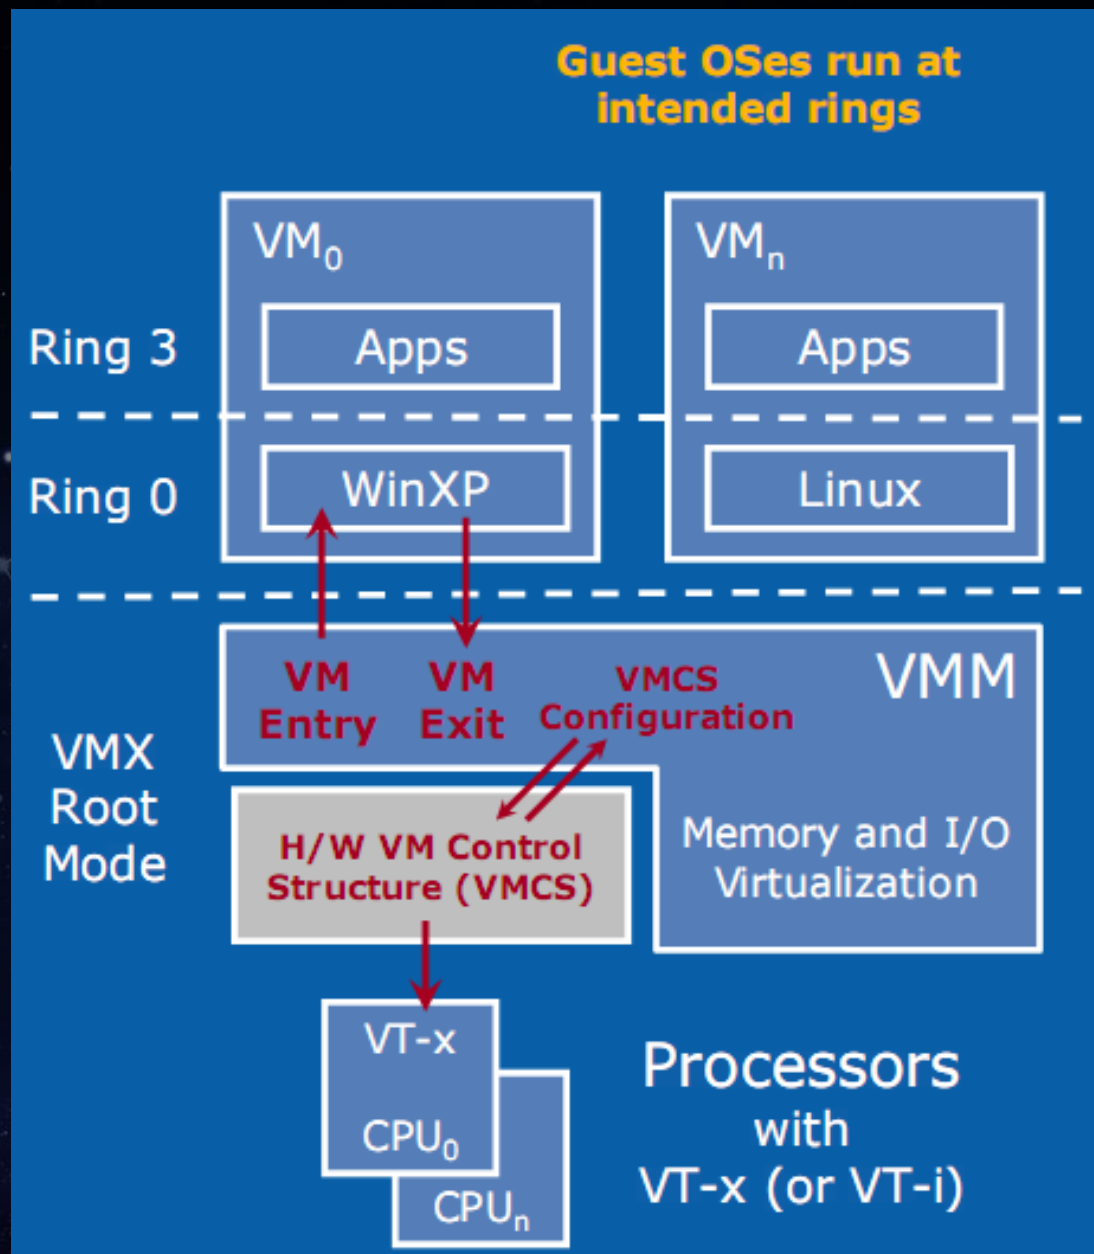 Guest OSes run at
intended rings
VM₀
VMₙ
Ring 3
Apps
Apps
Ring 0
WinXP
Linux
VMM
VM
Entry
VM
Exit
VMCS
Configuration
VMX
Root
Mode
H/W VM Control
Structure (VMCS)
Memory and I/O
Virtualization
VT-x
CPU₀
CPUₙ
Processors
with
VT-x (or VT-i)